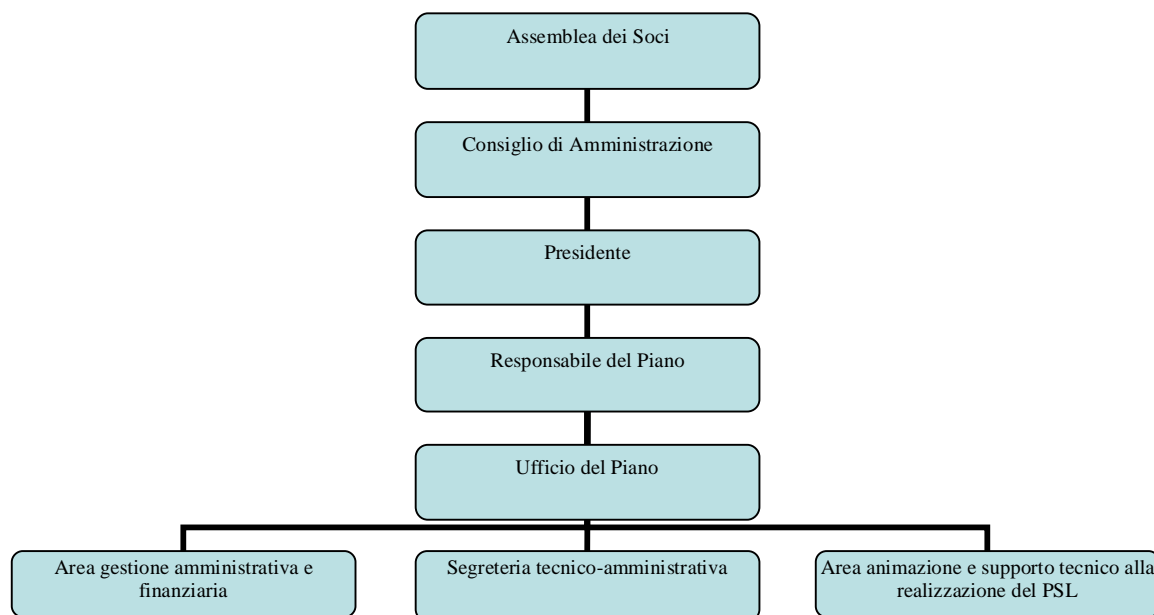 Assemblea dei Soci
Consiglio di Amministrazione
Presidente
Responsabile del Piano
Ufficio del Piano
Area gestione amministrativa e
finanziaria
Segreteria tecnico-amministrativa
Area animazione e supporto tecnico alla
realizzazione del PSL